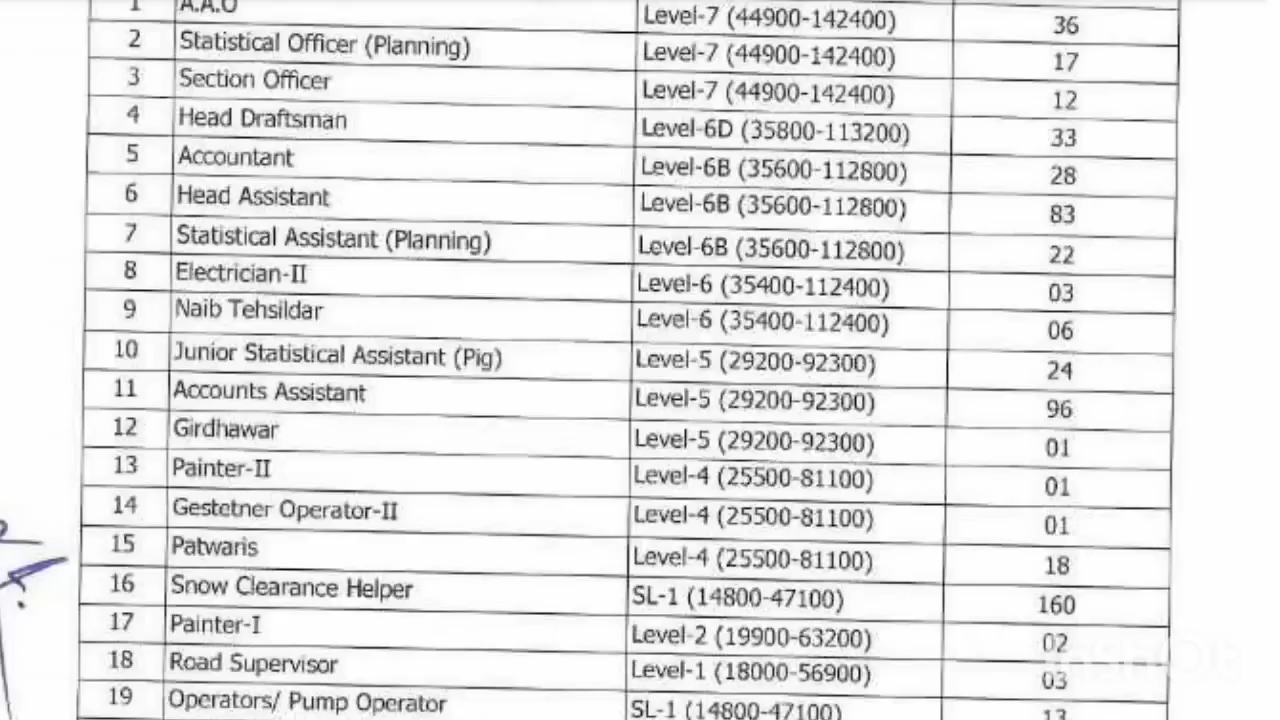 1 A.A.O Level-7 (44900-142400) 36
2 Statistical Officer (Planning) Level-7 (44900-142400) 17
3 Section Officer Level-7 (44900-142400) 12
4 Head Draftsman Level-6D (35800-113200) 33
5 Accountant Level-6B (35600-112800) 28
6 Head Assistant Level-6B (35600-112800) 83
7 Statistical Assistant (Planning) Level-6B (35600-112800) 22
8 Electrician-II Level-6 (35400-112400) 03
9 Naib Tehsildar Level-6 (35400-112400) 06
10 Junior Statistical Assistant (Pig) Level-5 (29200-92300) 24
11 Accounts Assistant Level-5 (29200-92300) 96
12 Girdhawar Level-5 (29200-92300) 01
13 Painter-II Level-4 (25500-81100) 01
14 Gestetner Operator-II Level-4 (25500-81100) 01
15 Patwaris Level-4 (25500-81100) 18
16 Snow Clearance Helper SL-1 (14800-47100) 160
17 Painter-I Level-2 (19900-63200) 02
18 Road Supervisor Level-1 (18000-56900) 03
19 Operators/ Pump Operator SL-1 (14800-47100) 13